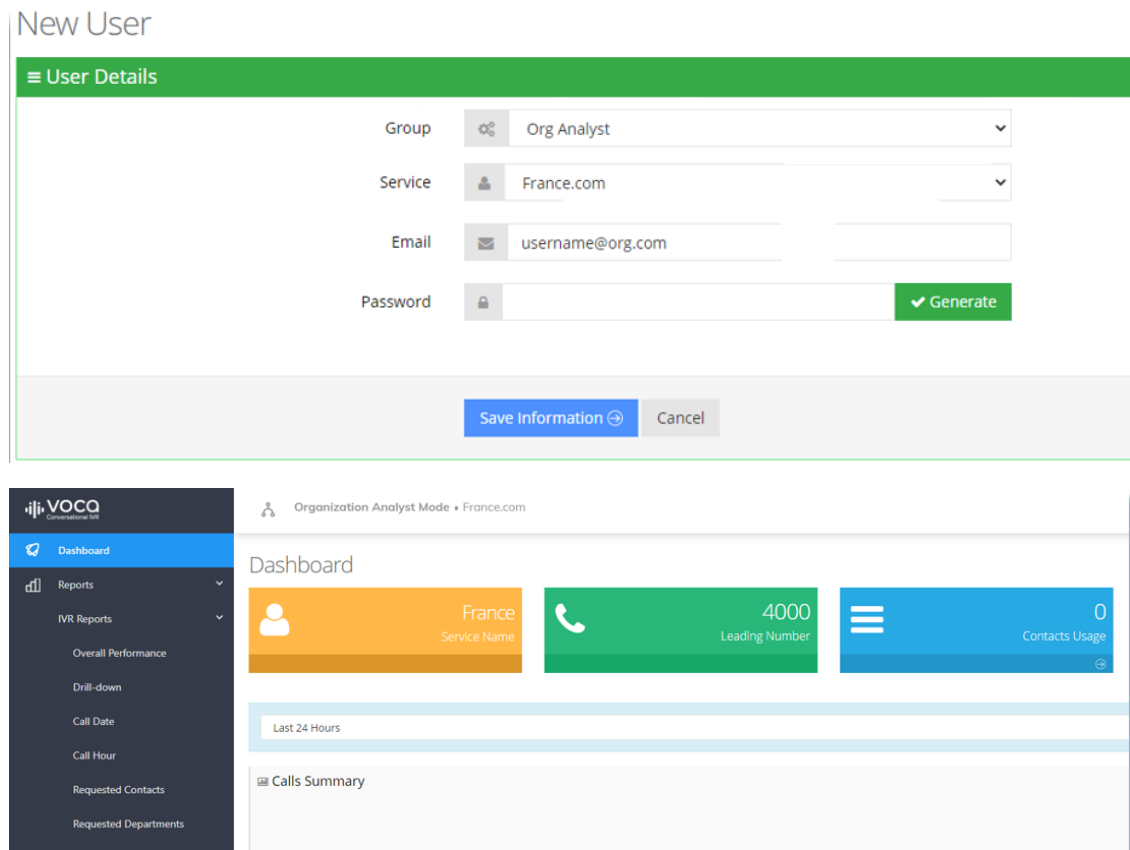 New User
User Details
Group Org Analyst
Service France.com
Email username@org.com
Password Generate
Save Information Cancel
VOCA
Conversational IVR
Organization Analyst Mode France.com
Dashboard
Reports
IVR Reports
Overall Performance
Drill-down
Call Date
Call Hour
Requested Contacts
Requested Departments
Dashboard
France
Service Name
4000
Leading Number
0
Contacts Usage
Last 24 Hours
Calls Summary